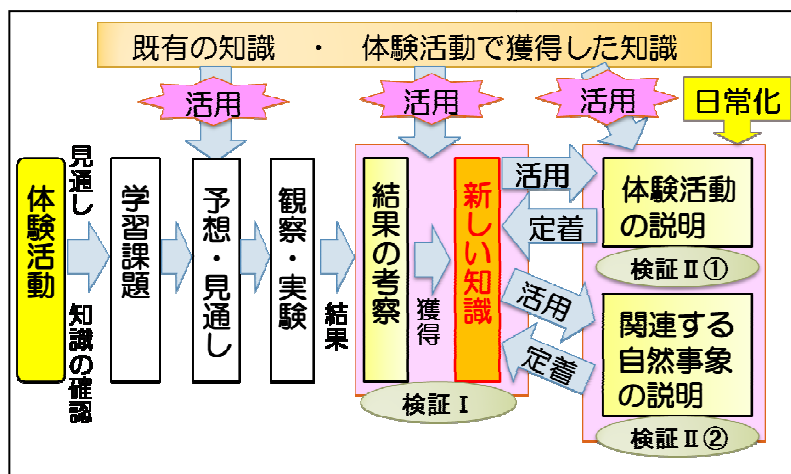 既有の知識 ・ 体験活動で獲得した知識
活用
活用
活用
日常化
体験活動
見通し
知識の確認
学習課題
予想・見通し
観察・実験
結果
結果の考察
獲得
新しい知識
検証Ⅰ
活用
定着
活用
定着
体験活動
の説明
検証Ⅱ①
関連する
自然事象
の説明
検証Ⅱ②